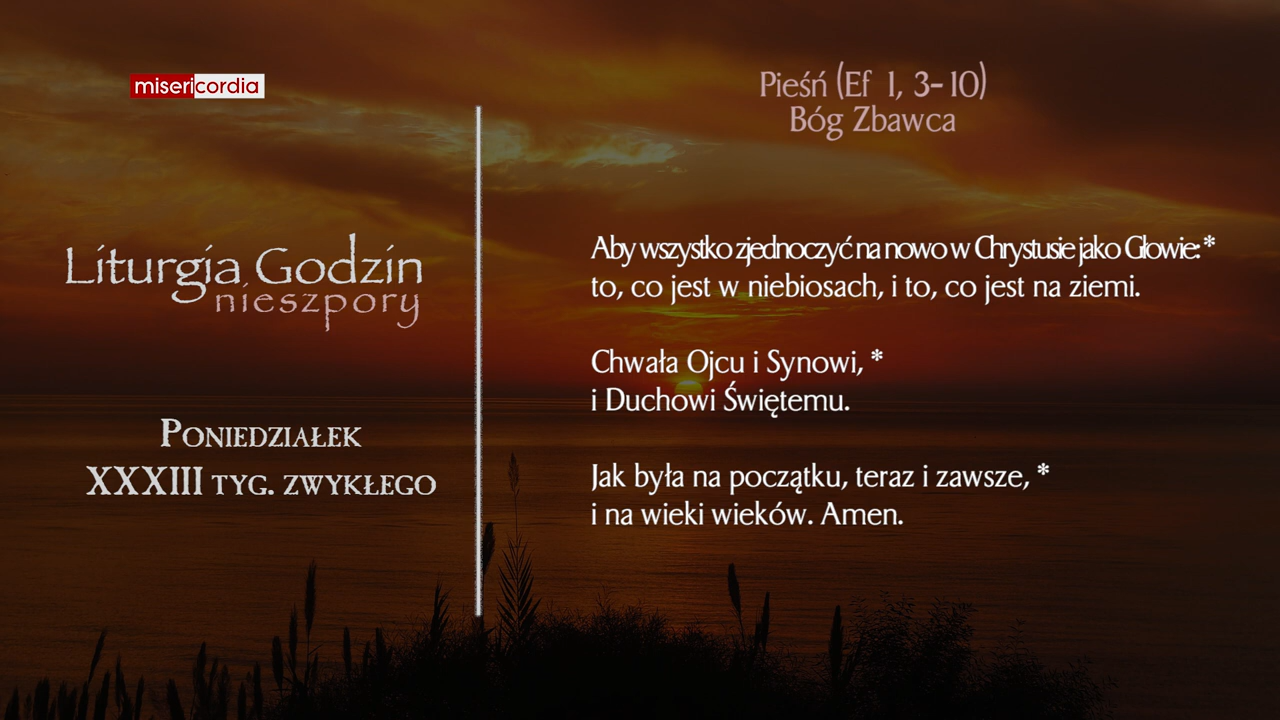 misericordia
Liturgia Godzin
nieszpory
Poniedziałek
XXXIII tyg. zwykłego
Pieśń (Ef 1, 3-10)
Bóg Zbawca
Aby wszystko zjednoczyć na nowo w Chrystusie jako Głowie: *
to, co jest w niebiosach, i to, co jest na ziemi.
Chwała Ojcu i Synowi, *
i Duchowi Świętemu.
Jak była na początku, teraz i zawsze, *
i na wieki wieków. Amen.